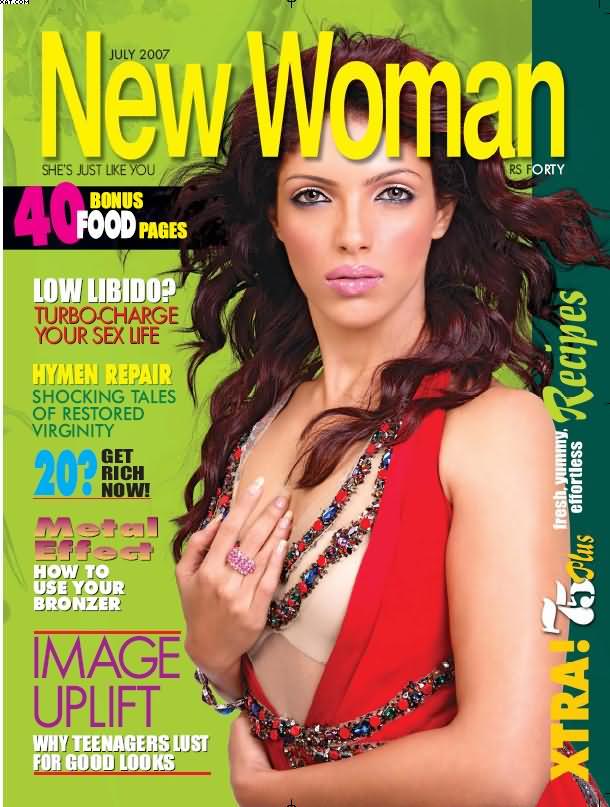 XAT.COM
JULY 2007
New Woman
SHE'S JUST LIKE YOU
RS FORTY
40 BONUS
FOOD PAGES
LOW LIBIDO?
TURBO-CHARGE
YOUR SEX LIFE
HYMEN REPAIR
SHOCKING TALES
OF RESTORED
VIRGINITY
20? GET
RICH
NOW!
Metal
Effect
HOW TO
USE YOUR
BRONZER
IMAGE
UPLIFT
WHY TEENAGERS LUST
FOR GOOD LOOKS
XTRA! 75 Plus
fresh, yummy,
effortless
Recipes